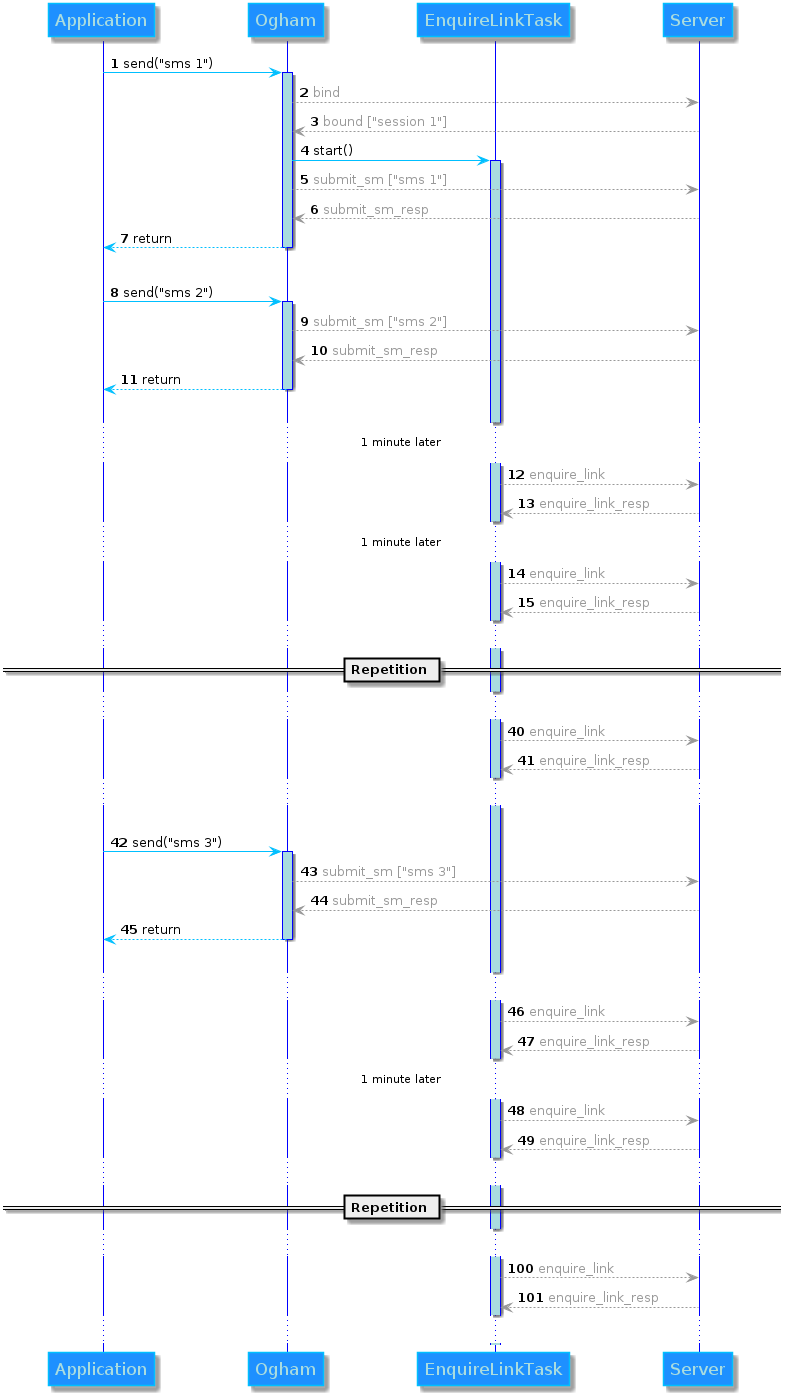 Application Ogham EnquireLinkTask Server
1 send("sms 1")
2 bind
3 bound ["session 1"]
4 start()
5 submit_sm ["sms 1"]
6 submit_sm_resp
7 return
8 send("sms 2")
9 submit_sm ["sms 2"]
10 submit_sm_resp
11 return
1 minute later
12 enquire_link
13 enquire_link_resp
1 minute later
14 enquire_link
15 enquire_link_resp
Repetition
40 enquire_link
41 enquire_link_resp
42 send("sms 3")
43 submit_sm ["sms 3"]
44 submit_sm_resp
45 return
46 enquire_link
47 enquire_link_resp
1 minute later
48 enquire_link
49 enquire_link_resp
Repetition
100 enquire_link
101 enquire_link_resp
Application Ogham EnquireLinkTask Server